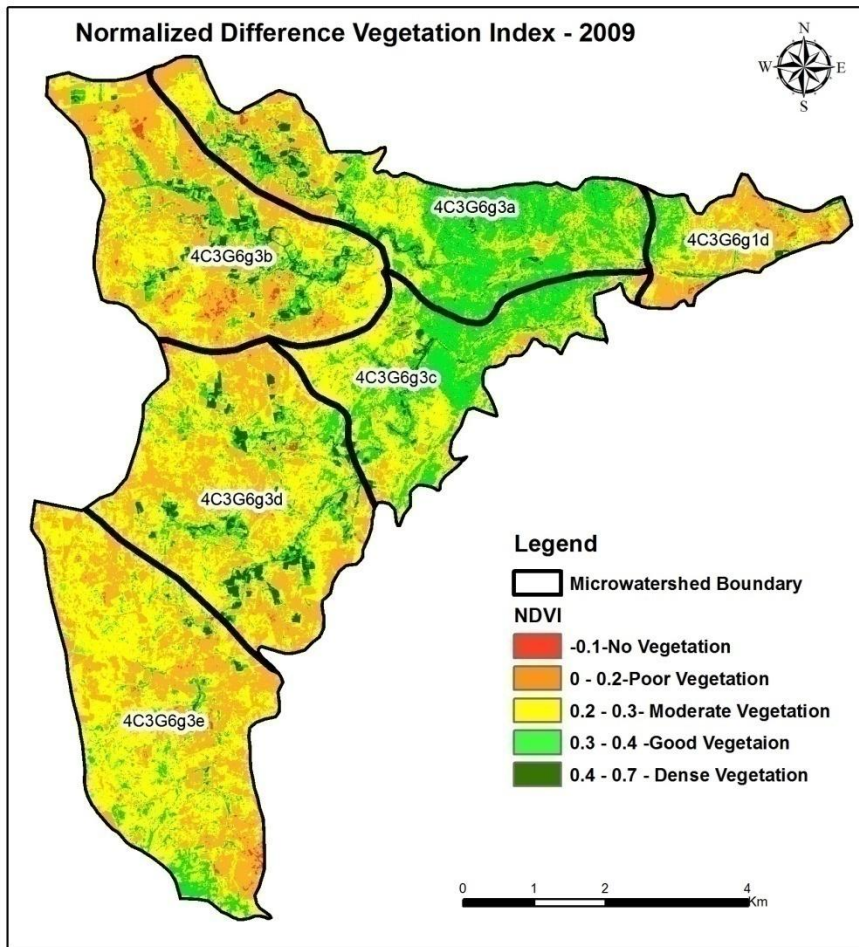 Normalized Difference Vegetation Index - 2009
N
W E
S
4C3G6g3a
4C3G6g1d
4C3G6g3b
4C3G6g3c
4C3G6g3d
4C3G6g3e
Legend
Microwatershed Boundary
NDVI
-0.1-No Vegetation
0 - 0.2-Poor Vegetation
0.2 - 0.3- Moderate Vegetation
0.3 - 0.4 -Good Vegetaion
0.4 - 0.7 - Dense Vegetation
0 1 2 4
Km